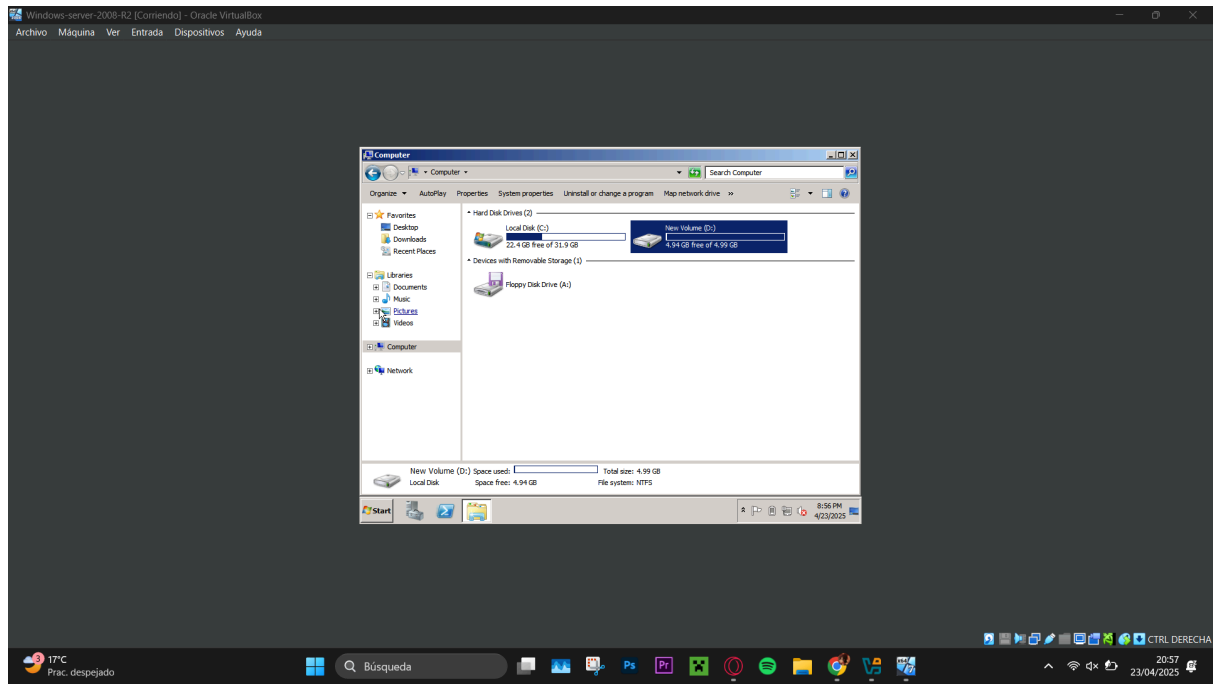 Windows-server-2008-R2 [Corriendo] - Oracle VirtualBox
Archivo Máquina Ver Entrada Dispositivos Ayuda
Computer
Computer
Search Computer
Organize AutoPlay Properties System properties Uninstall or change a program Map network drive »
Favorites
Desktop
Downloads
Recent Places
Libraries
Documents
Music
Pictures
Videos
Computer
Network
Hard Disk Drives (2)
Local Disk (C:)
22.4 GB free of 31.9 GB
New Volume (D:)
4.94 GB free of 4.99 GB
Devices with Removable Storage (1)
Floppy Disk Drive (A:)
New Volume (D:) Space used: Total size: 4.99 GB
Local Disk Space free: 4.94 GB File system: NTFS
Start
8:56 PM
4/23/2025
CTRL DERECHA
3
17°C
Prac. despejado
Búsqueda
Ps
Pr
20:57
23/04/2025